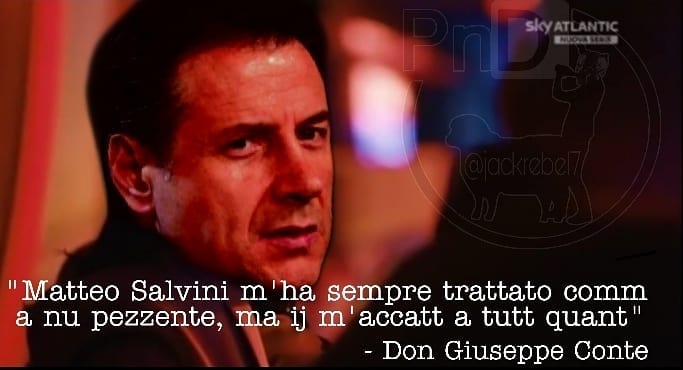 sky ATLANTIC
NUOVA SERIE
PnD
@jackrebel7
"Matteo Salvini m'ha sempre trattato comm
a nu pezzente, ma ij m'accatt a tutt quant"
- Don Giuseppe Conte